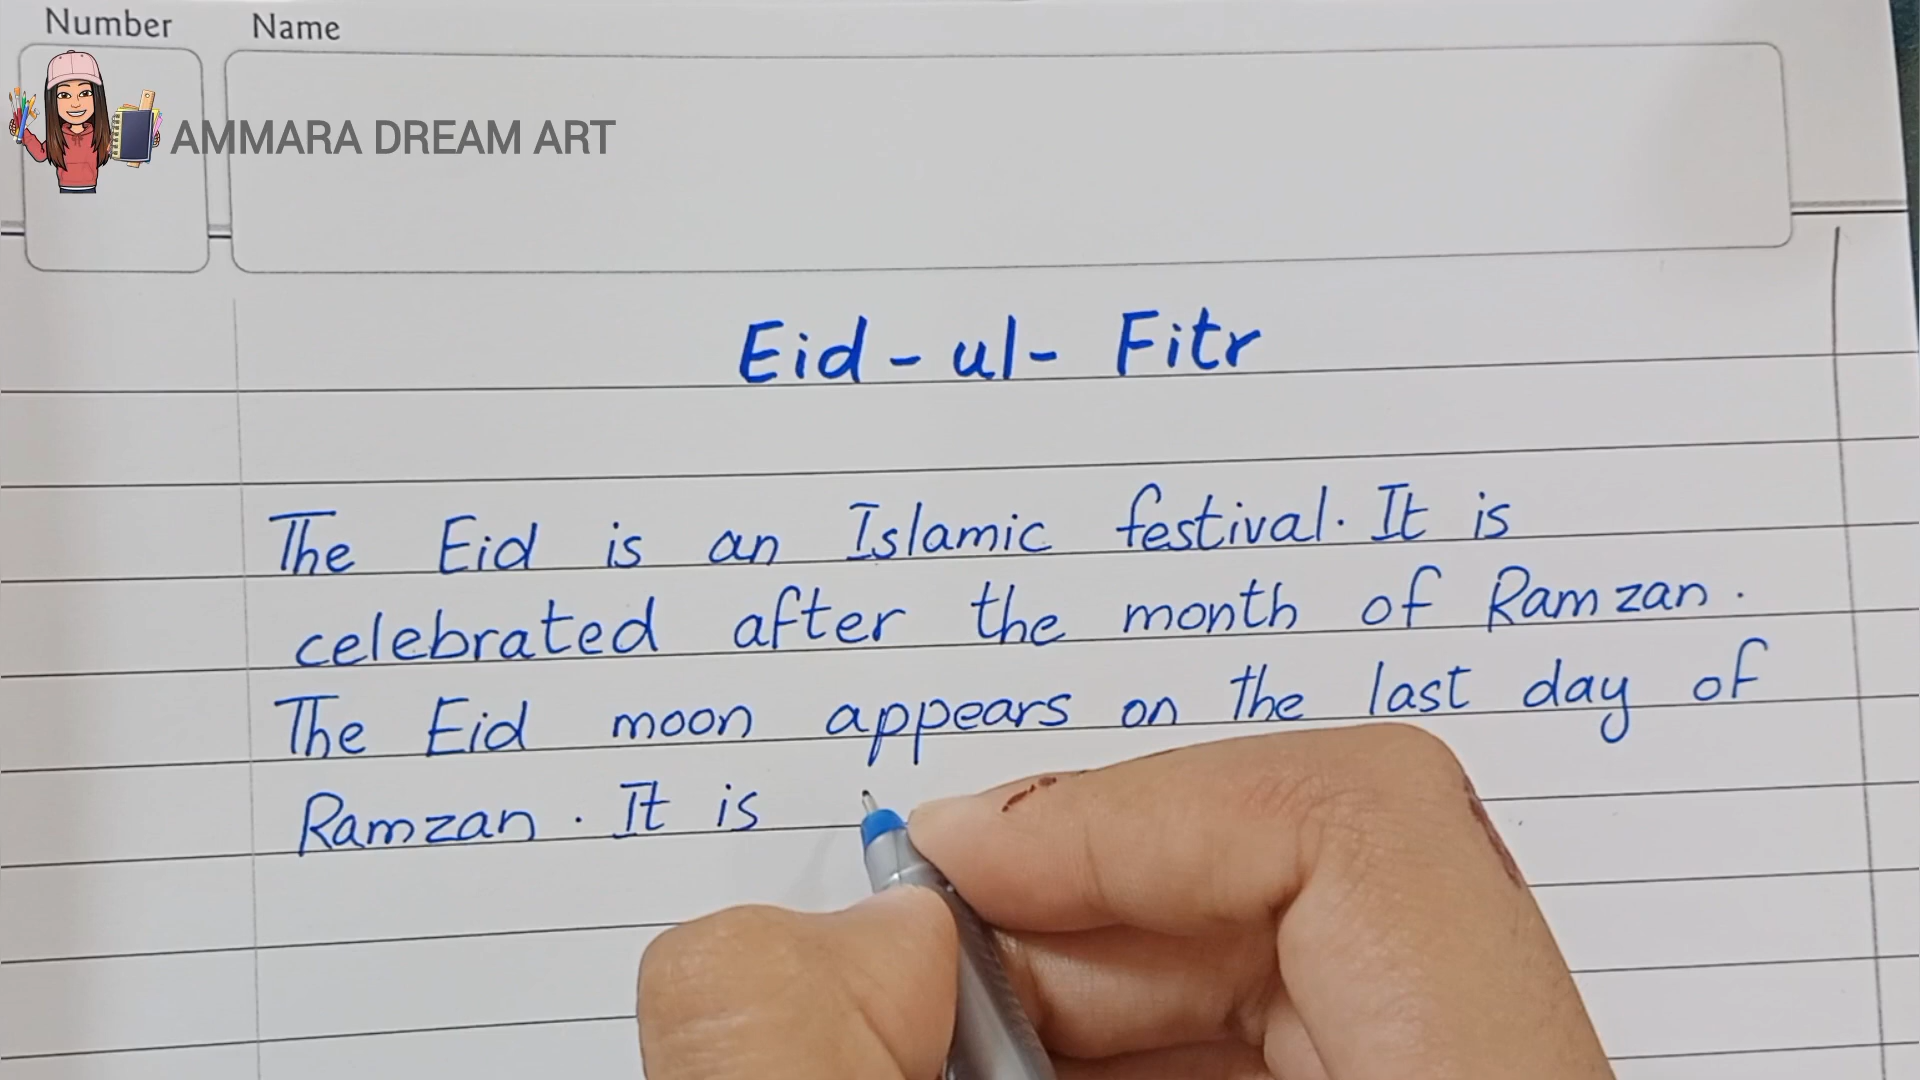 Number Name
AMMARA DREAM ART
Eid - ul - Fitr
The Eid is an Islamic festival. It is
celebrated after the month of Ramzan.
The Eid moon appears on the last day of
Ramzan. It is